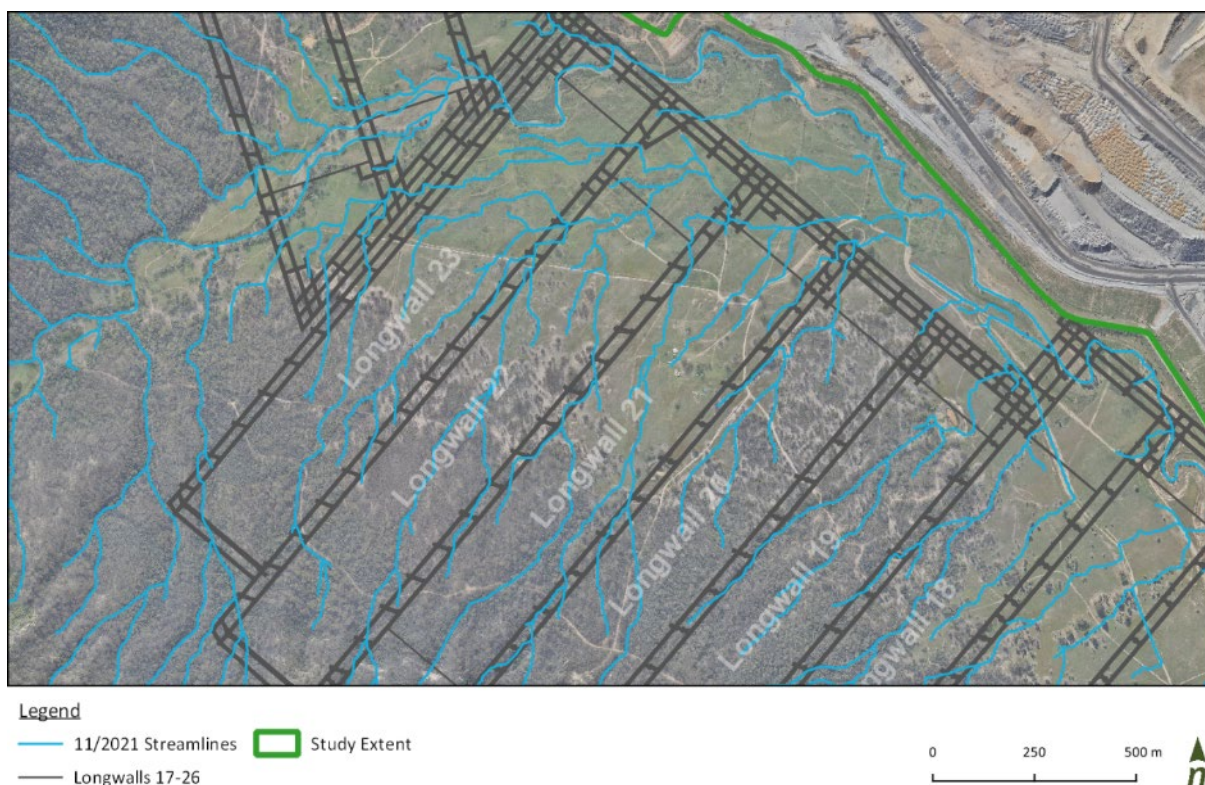 Longwall 23
Longwall 22
Longwall 21
Longwall 20
Longwall 19
Longwall 18
Legend
11/2021 Streamlines
Study Extent
Longwalls 17-26
0 250 500 m
n